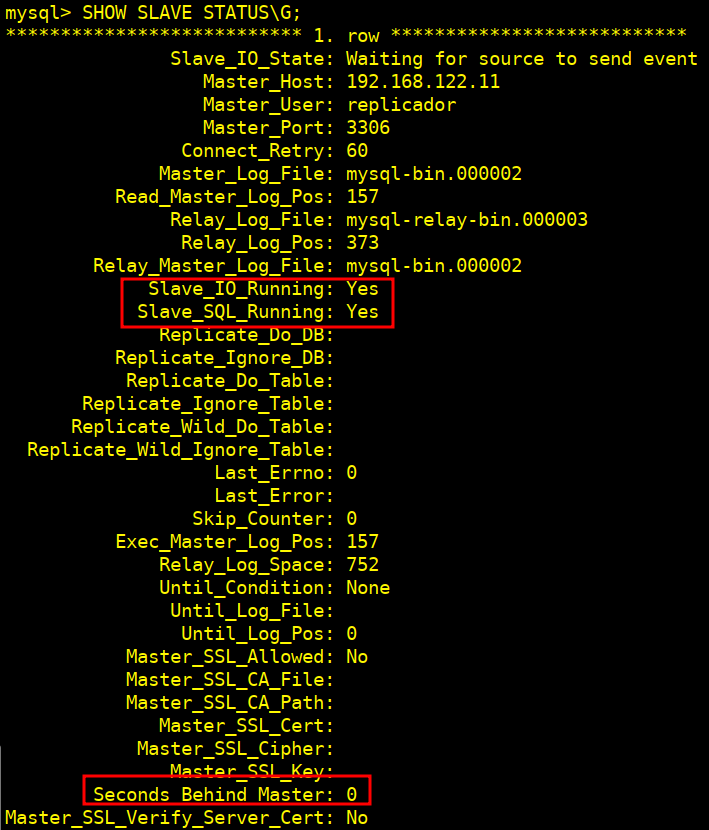 mysql> SHOW SLAVE STATUS\G;
*************************** 1. row ***************************
Slave_IO_State: Waiting for source to send event
Master_Host: 192.168.122.11
Master_User: replicador
Master_Port: 3306
Connect_Retry: 60
Master_Log_File: mysql-bin.000002
Read_Master_Log_Pos: 157
Relay_Log_File: mysql-relay-bin.000003
Relay_Log_Pos: 373
Relay_Master_Log_File: mysql-bin.000002
Slave_IO_Running: Yes
Slave_SQL_Running: Yes
Replicate_Do_DB:
Replicate_Ignore_DB:
Replicate_Do_Table:
Replicate_Ignore_Table:
Replicate_Wild_Do_Table:
Replicate_Wild_Ignore_Table:
Last_Errno: 0
Last_Error:
Skip_Counter: 0
Exec_Master_Log_Pos: 157
Relay_Log_Space: 752
Until_Condition: None
Until_Log_File:
Until_Log_Pos: 0
Master_SSL_Allowed: No
Master_SSL_CA_File:
Master_SSL_CA_Path:
Master_SSL_Cert:
Master_SSL_Cipher:
Master_SSL_Key:
Seconds_Behind_Master: 0
Master_SSL_Verify_Server_Cert: No